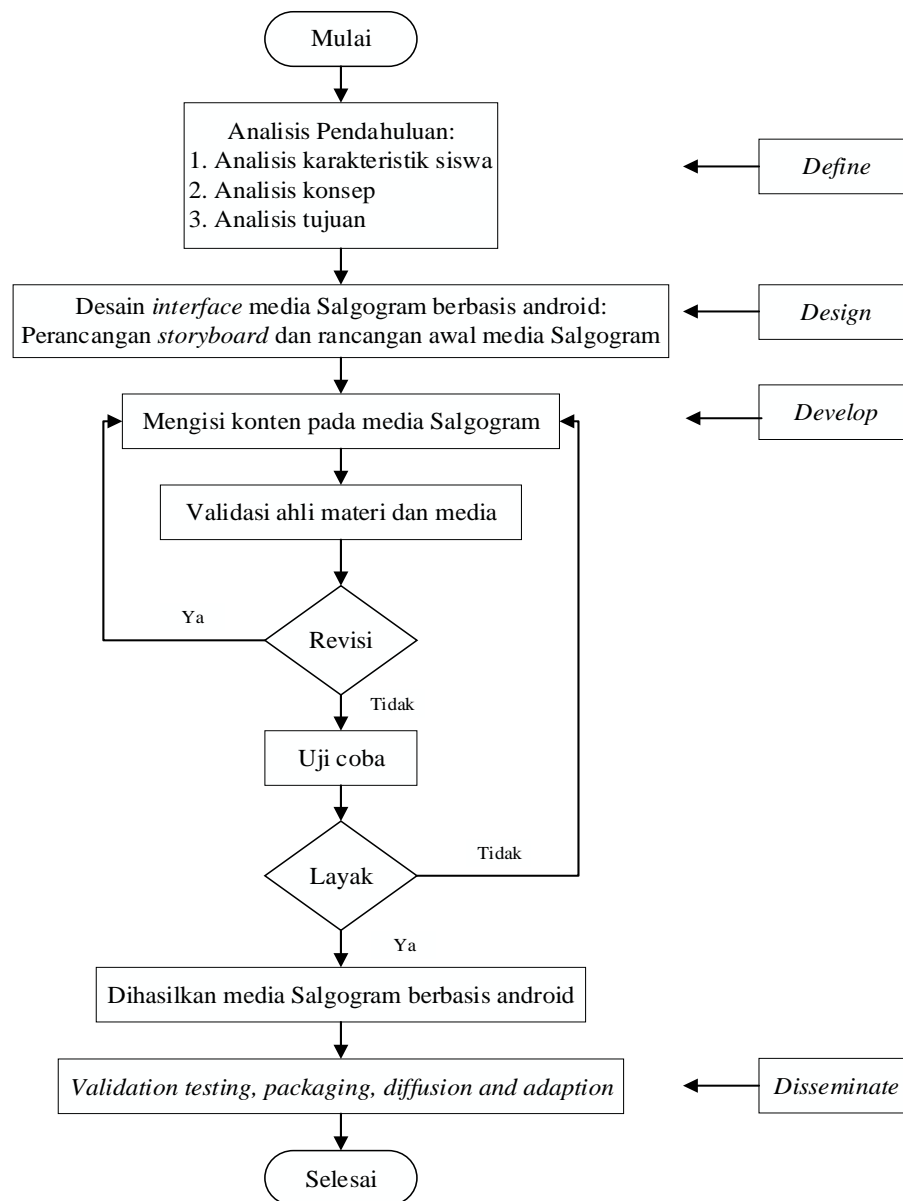 Mulai
Analisis Pendahuluan:
1. Analisis karakteristik siswa
2. Analisis konsep
3. Analisis tujuan
Define
Desain interface media Salgogram berbasis android:
Perancangan storyboard dan rancangan awal media Salgogram
Design
Mengisi konten pada media Salgogram
Develop
Validasi ahli materi dan media
Ya
Revisi
Tidak
Uji coba
Layak
Tidak
Ya
Dihasilkan media Salgogram berbasis android
Validation testing, packaging, diffusion and adaption
Disseminate
Selesai